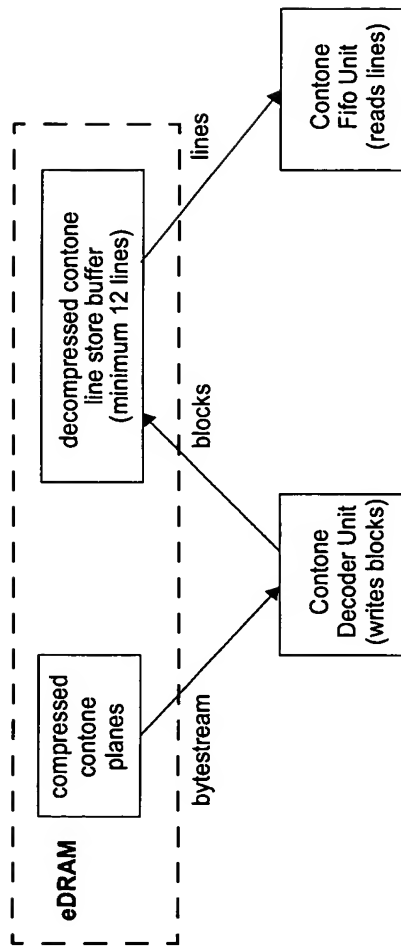 eDRAM
compressed
contone
planes
decompressed contone
line store buffer
(minimum 12 lines)
bytestream
blocks
lines
Contone
Decoder Unit
(writes blocks)
Contone
Fifo Unit
(reads lines)